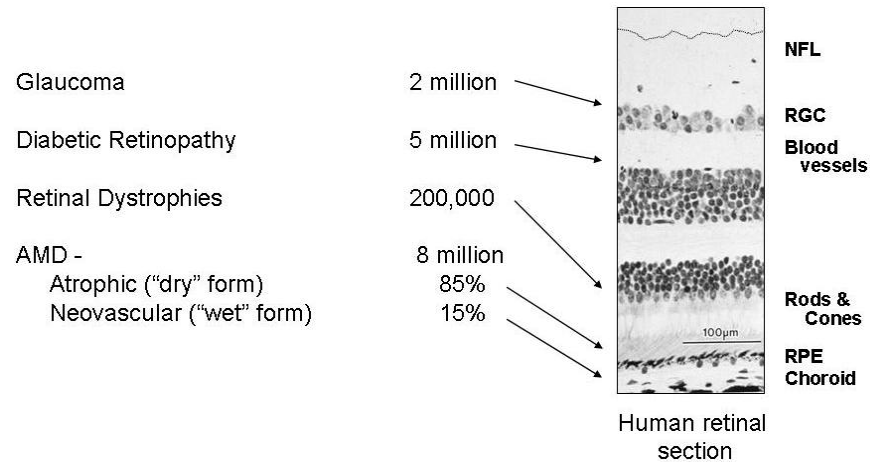 Glaucoma 2 million
Diabetic Retinopathy 5 million
Retinal Dystrophies 200,000
AMD - 8 million
Atrophic (“dry” form) 85%
Neovascular (“wet” form) 15%
NFL
RGC
Blood
vessels
Rods &
Cones
100µm
RPE
Choroid
Human retinal
section